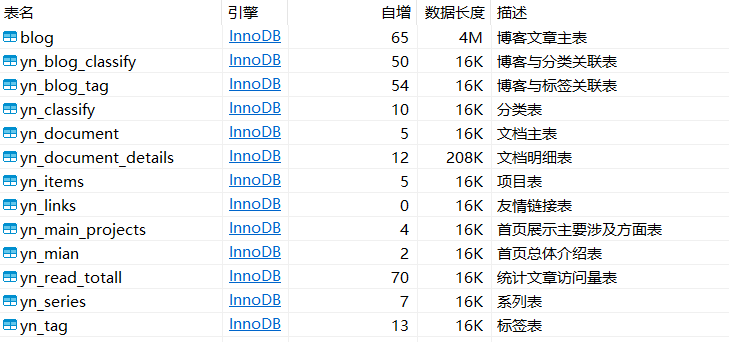 表名 引擎 自增 数据长度 描述
blog InnoDB 65 4M 博客文章主表
yn_blog_classify InnoDB 50 16K 博客与分类关联表
yn_blog_tag InnoDB 54 16K 博客与标签关联表
yn_classify InnoDB 10 16K 分类表
yn_document InnoDB 5 16K 文档主表
yn_document_details InnoDB 12 208K 文档明细表
yn_items InnoDB 5 16K 项目表
yn_links InnoDB 0 16K 友情链接表
yn_main_projects InnoDB 4 16K 首页展示主要涉及方面表
yn_mian InnoDB 2 16K 首页总体介绍表
yn_read_totall InnoDB 70 16K 统计文章访问量表
yn_series InnoDB 7 16K 系列表
yn_tag InnoDB 13 16K 标签表